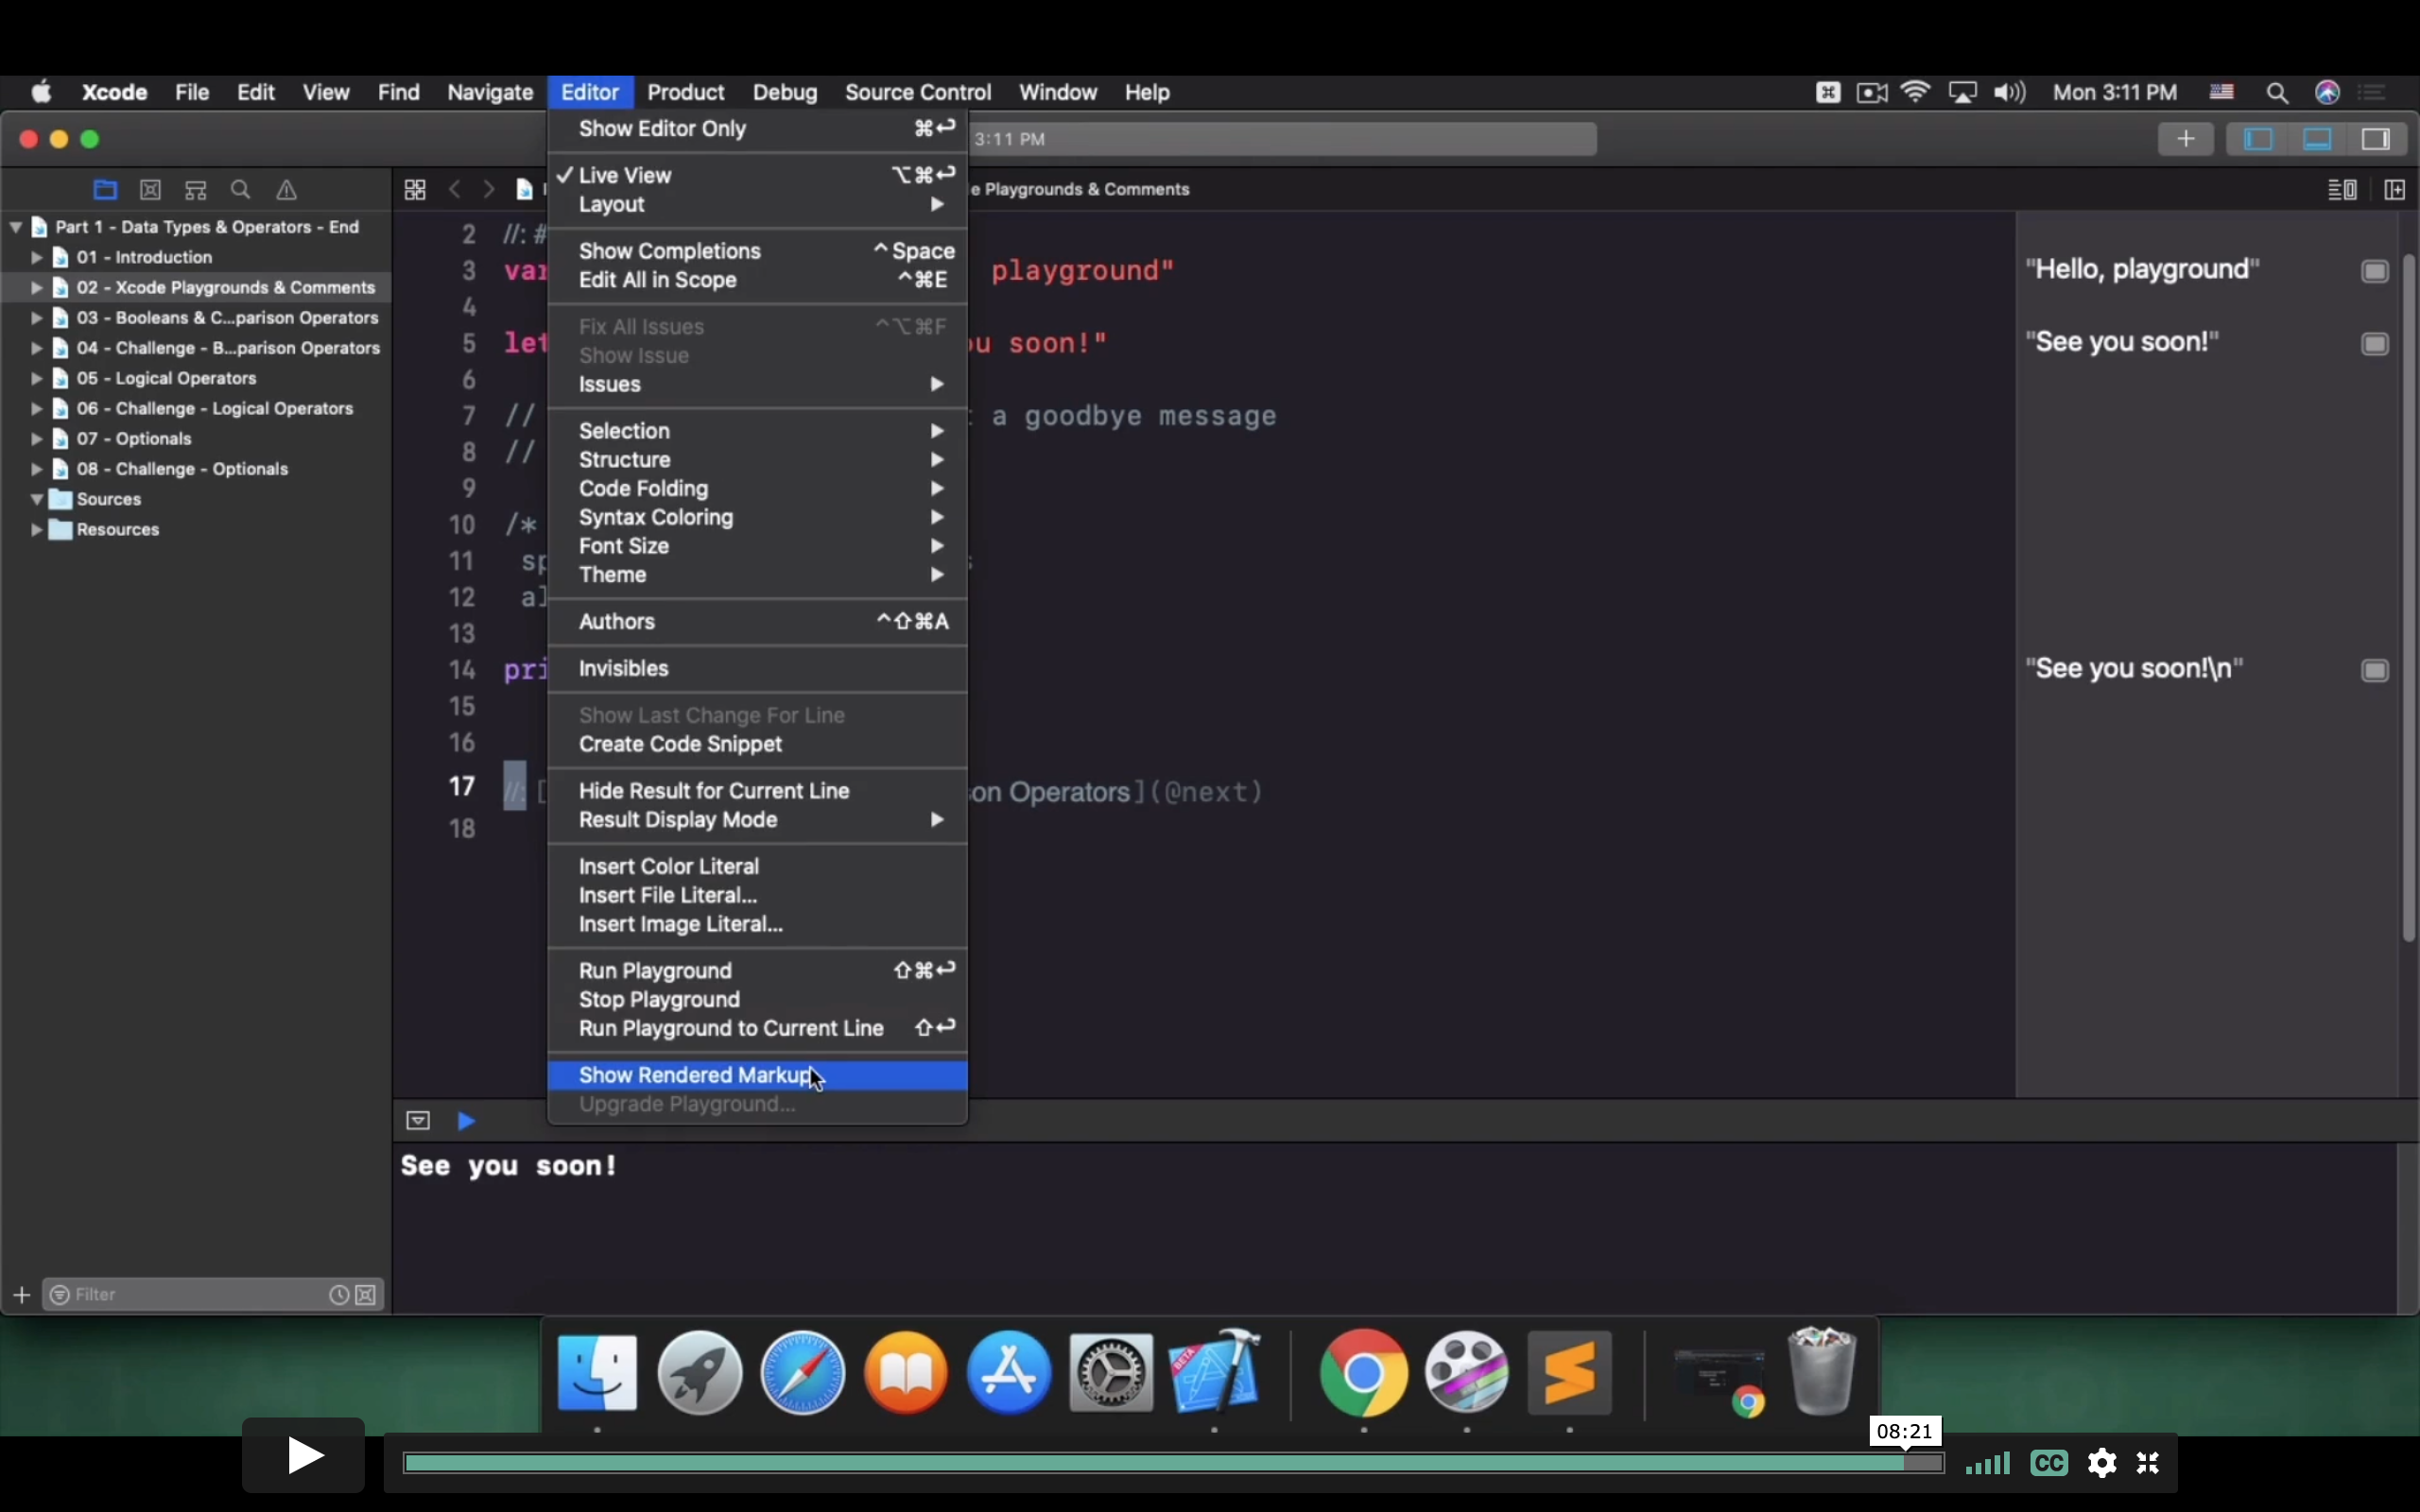 Xcode File Edit View Find Navigate Editor Product Debug Source Control Window Help Mon 3:11 PM
3:11 PM
Playgrounds & Comments
Part 1 - Data Types & Operators - End
01 - Introduction
02 - Xcode Playgrounds & Comments
03 - Booleans & C...parison Operators
04 - Challenge - B...parison Operators
05 - Logical Operators
06 - Challenge - Logical Operators
07 - Optionals
08 - Challenge - Optionals
Sources
Resources
Filter
Show Editor Only ⌘↩
✓ Live View ⌥⌘↩
Layout
Show Completions ^ Space
Edit All in Scope ^⌘E
Fix All Issues ^⌥⌘F
Show Issue
Issues
Selection
Structure
Code Folding
Syntax Coloring
Font Size
Theme
Authors ^⇧⌘A
Invisibles
Show Last Change For Line
Create Code Snippet
Hide Result for Current Line
Result Display Mode
Insert Color Literal
Insert File Literal...
Insert Image Literal...
Run Playground ⇧⌘↩
Stop Playground
Run Playground to Current Line ⇧↩
Show Rendered Markup
Upgrade Playground...
2 //: #
3 var playground"
4
5 let soon!"
6
7 // a goodbye message
8 //
9
10 /*
11
12
13
14
15
16
17 //: [ Operators](@next)
18
"Hello, playground"
"See you soon!"
"See you soon!\n"
See you soon!
BETA
08:21
CC